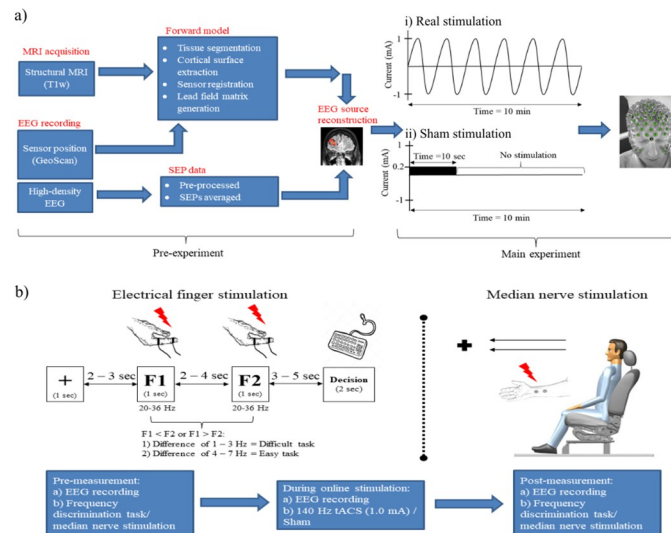 a)
MRI acquisition
Structural MRI
(T1w)
EEG recording
Sensor position
(GeoScan)
High-density
EEG
Forward model
• Tissue segmentation
• Cortical surface
extraction
• Sensor registration
• Lead field matrix
generation
SEP data
• Pre-processed
• SEPs averaged
EEG source
reconstruction
Pre-experiment
i) Real stimulation
Current (mA)
1
-1
Time = 10 min
ii) Sham stimulation
Current (mA)
1
0.2
-1
Time =10 sec
No stimulation
Time = 10 min
Main experiment
b)
Electrical finger stimulation
+
(1 sec)
2 – 3 sec
F1
(1 sec)
20-36 Hz
2 – 4 sec
F2
(1 sec)
20-36 Hz
3 – 5 sec
Decision
(2 sec)
F1 < F2 or F1 > F2:
1) Difference of 1 – 3 Hz = Difficult task
2) Difference of 4 – 7 Hz = Easy task
Median nerve stimulation
+
Pre-measurement:
a) EEG recording
b) Frequency
discrimination task/
median nerve stimulation
During online stimulation:
a) EEG recording
b) 140 Hz tACS (1.0 mA) /
Sham
Post-measurement:
a) EEG recording
b) Frequency
discrimination task/
median nerve stimulation